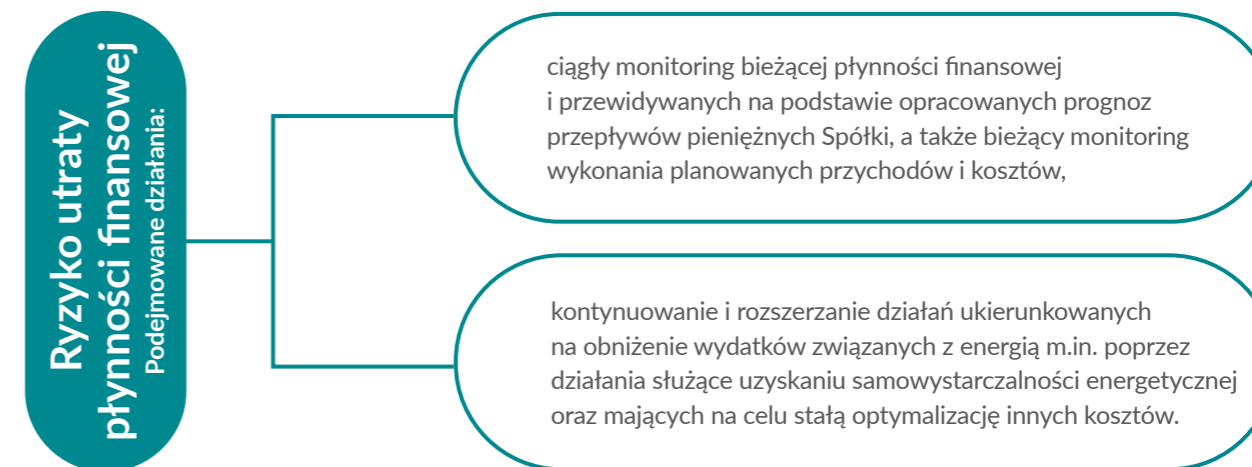 Ryzyko utraty
płynności finansowej
Podejmowane działania:
ciągły monitoring bieżącej płynności finansowej
i przewidywanych na podstawie opracowanych prognoz
przepływów pieniężnych Spółki, a także bieżący monitoring
wykonania planowanych przychodów i kosztów,
kontynuowanie i rozszerzanie działań ukierunkowanych
na obniżenie wydatków związanych z energią m.in. poprzez
działania służące uzyskaniu samowystarczalności energetycznej
oraz mających na celu stałą optymalizację innych kosztów.